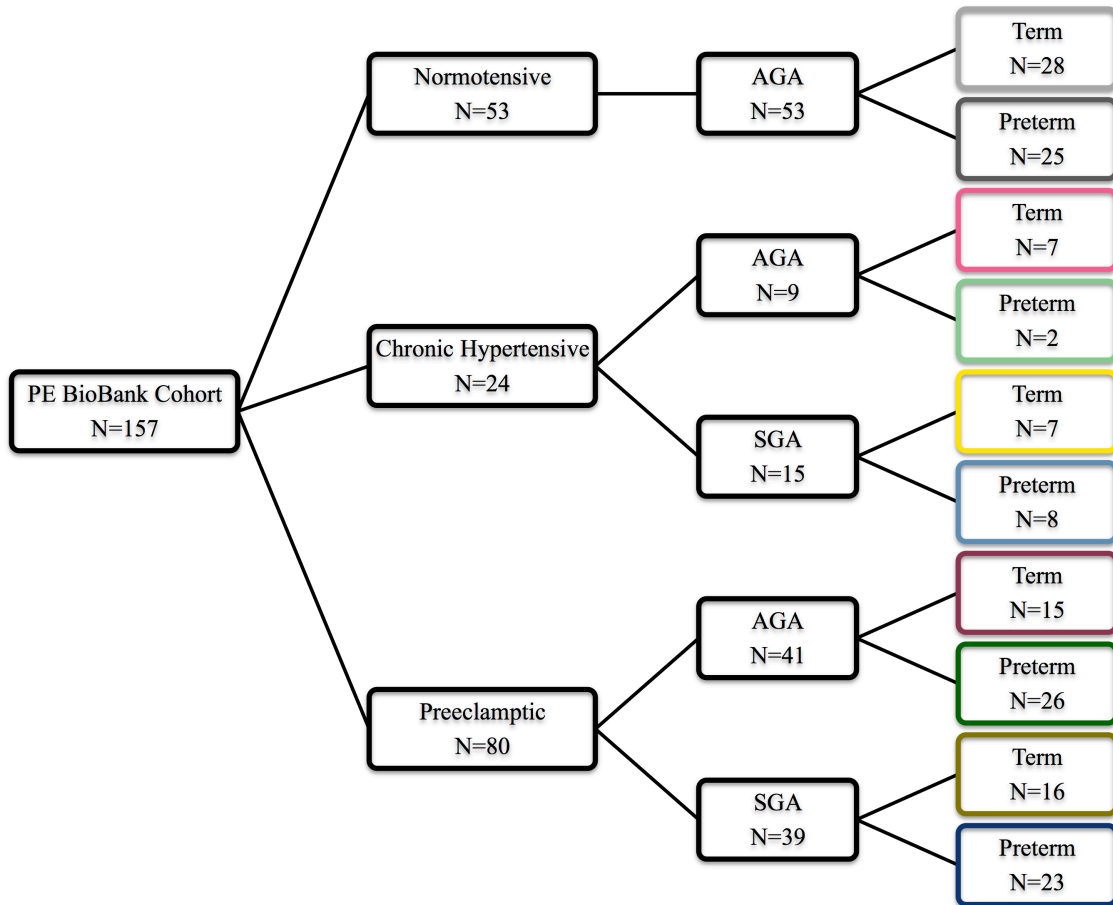 PE BioBank Cohort
N=157
Normotensive
N=53
AGA
N=53
Term
N=28
Preterm
N=25
Chronic Hypertensive
N=24
AGA
N=9
Term
N=7
Preterm
N=2
SGA
N=15
Term
N=7
Preterm
N=8
Preeclamptic
N=80
AGA
N=41
Term
N=15
Preterm
N=26
SGA
N=39
Term
N=16
Preterm
N=23